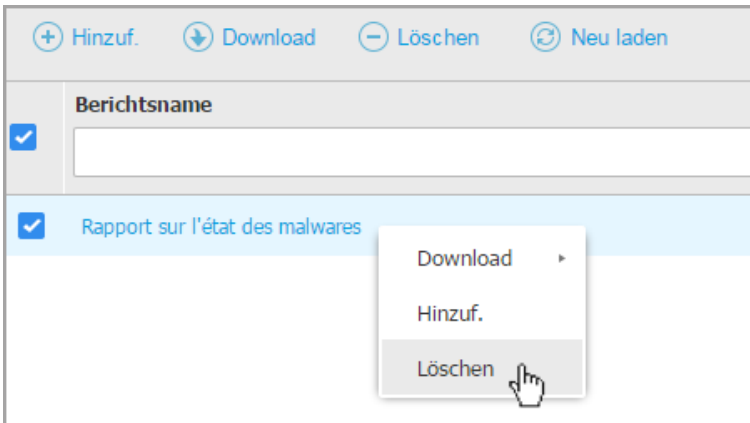 Hinzuf. Download Löschen Neu laden
Berichtsname
Rapport sur l'état des malwares
Download
Hinzuf.
Löschen